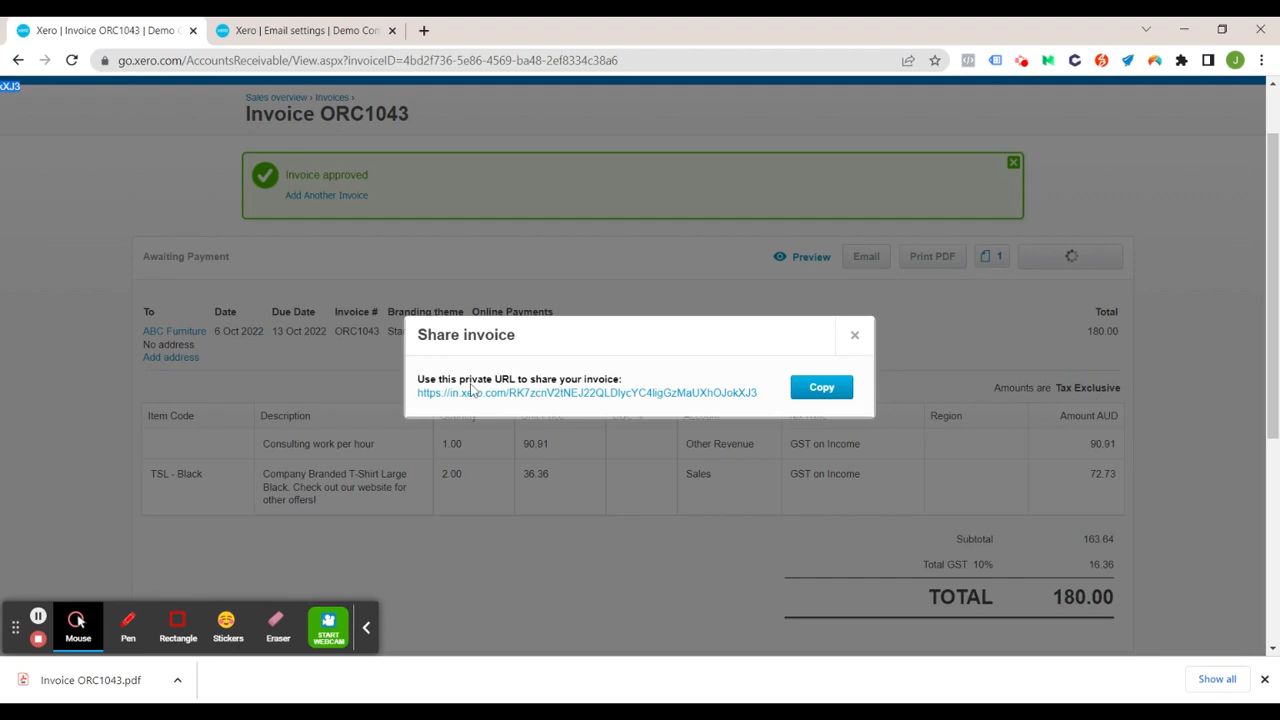 Xero | Invoice ORC1043 | Demo C
Xero | Email settings | Demo Com
go.xero.com/AccountsReceivable/View.aspx?invoiceID=4bd2f736-5e86-4569-ba48-2ef8334c38a6
J
kXJ3
Sales overview › Invoices ›
Invoice ORC1043
Invoice approved
Add Another Invoice
Awaiting Payment
Preview
Email
Print PDF
1
To Date Due Date Invoice # Branding theme Online Payments Total
ABC Furniture 6 Oct 2022 13 Oct 2022 ORC1043 180.00
No address
Add address
Share invoice
Use this private URL to share your invoice:
Copy
Amounts are Tax Exclusive
Item Code Description Region Amount AUD
Consulting work per hour 1.00 90.91 Other Revenue GST on Income 90.91
TSL - Black Company Branded T-Shirt Large 2.00 36.36 Sales GST on Income 72.73
Black. Check out our website for
other offers!
Subtotal 163.64
Total GST 10% 16.36
TOTAL 180.00
Mouse
Pen
Rectangle
Stickers
Eraser
START
WEBCAM
Invoice ORC1043.pdf
Show all